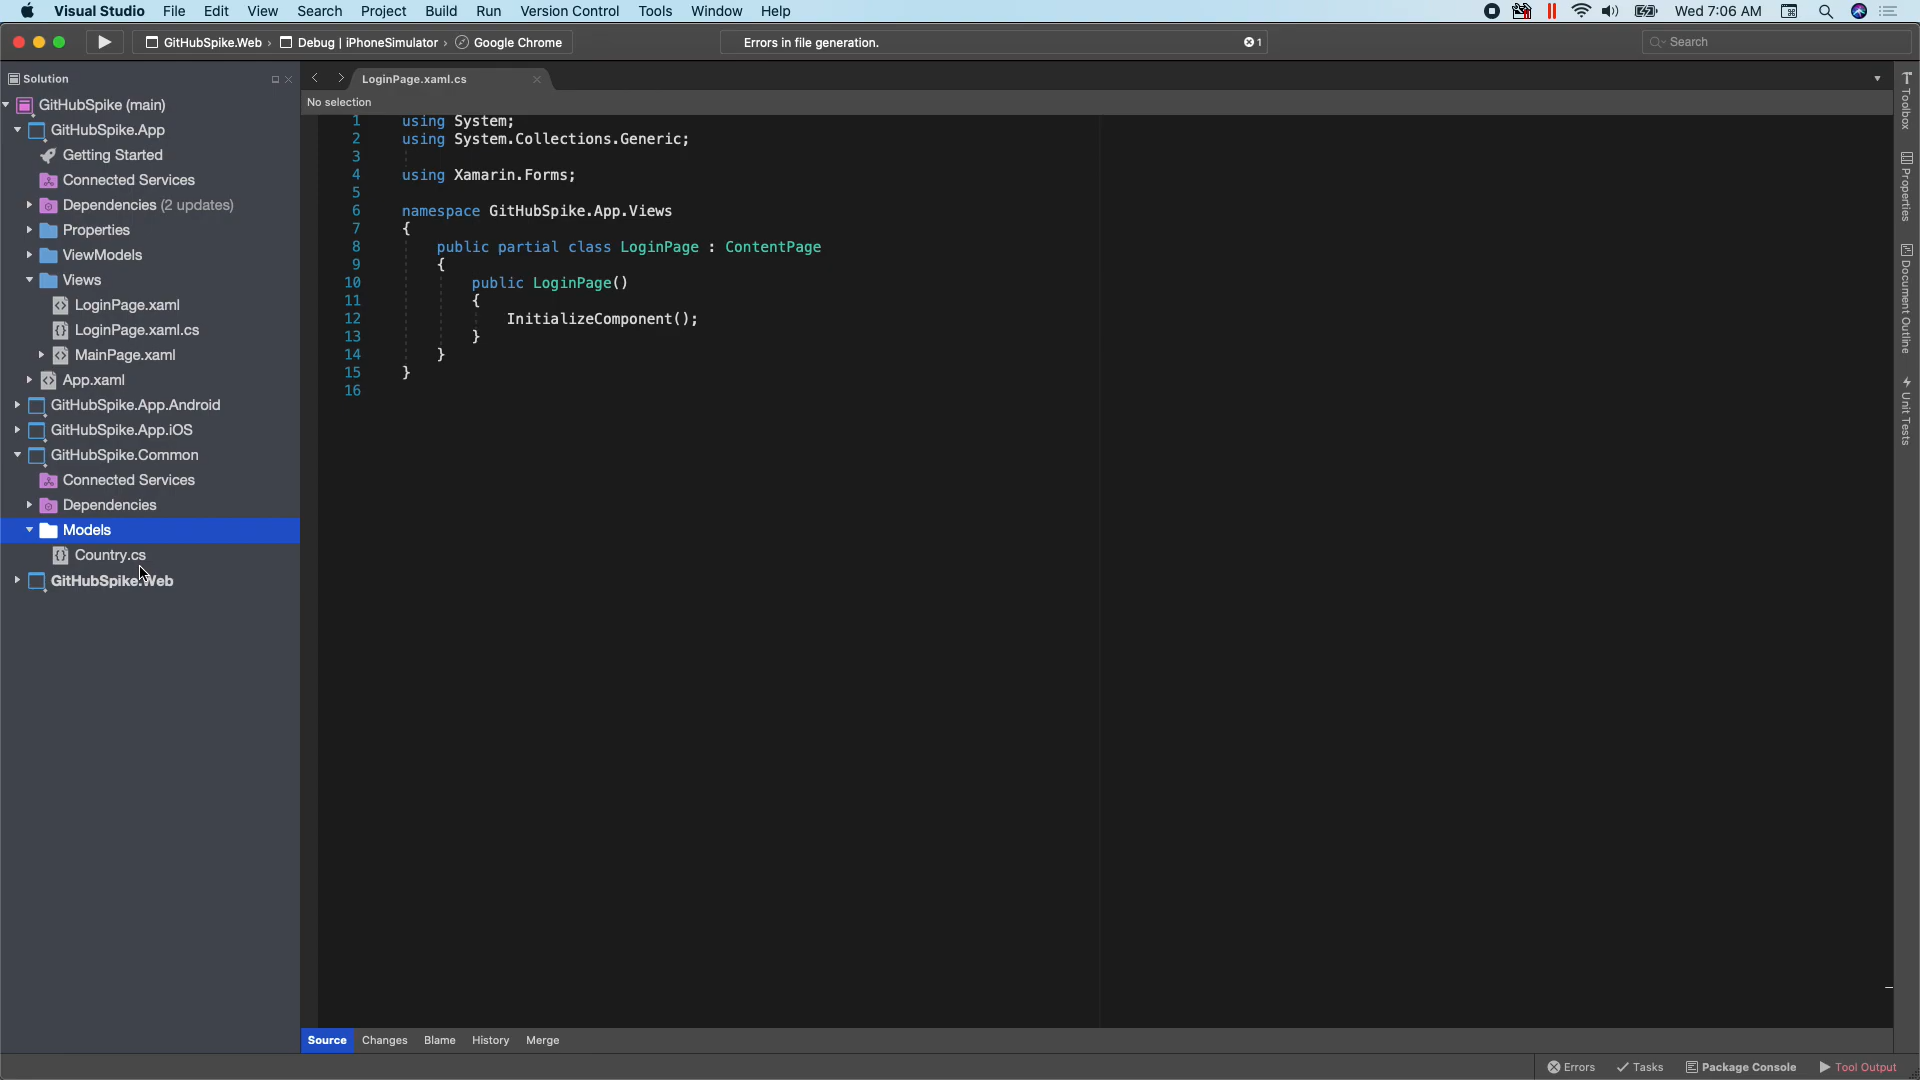 Visual Studio File Edit View Search Project Build Run Version Control Tools Window Help Wed 7:06 AM
GitHubSpike.Web › Debug | iPhoneSimulator › Google Chrome Errors in file generation. 1 Search
Solution
GitHubSpike (main)
GitHubSpike.App
Getting Started
Connected Services
Dependencies (2 updates)
Properties
ViewModels
Views
LoginPage.xaml
LoginPage.xaml.cs
MainPage.xaml
App.xaml
GitHubSpike.App.Android
GitHubSpike.App.iOS
GitHubSpike.Common
Connected Services
Dependencies
Models
Country.cs
GitHubSpike.Web
LoginPage.xaml.cs
No selection
1 using System;
2 using System.Collections.Generic;
3
4 using Xamarin.Forms;
5
6 namespace GitHubSpike.App.Views
7 {
8 public partial class LoginPage : ContentPage
9 {
10 public LoginPage()
11 {
12 InitializeComponent();
13 }
14 }
15 }
16
Toolbox
Properties
Document Outline
Unit Tests
Source Changes Blame History Merge
Errors Tasks Package Console Tool Output